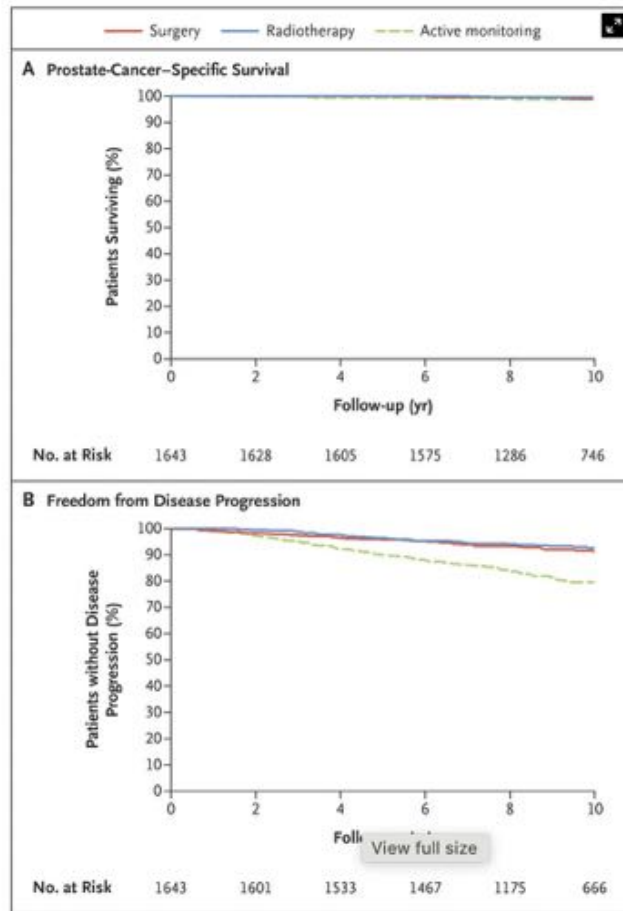 Surgery Radiotherapy Active monitoring
A Prostate-Cancer–Specific Survival
Patients Surviving (%)
100
90
80
70
60
50
40
30
20
10
0
0 2 4 6 8 10
Follow-up (yr)
No. at Risk 1643 1628 1605 1575 1286 746
B Freedom from Disease Progression
Patients without Disease
Progression (%)
100
90
80
70
60
50
40
30
20
10
0
0 2 4 6 8 10
View full size
No. at Risk 1643 1601 1533 1467 1175 666